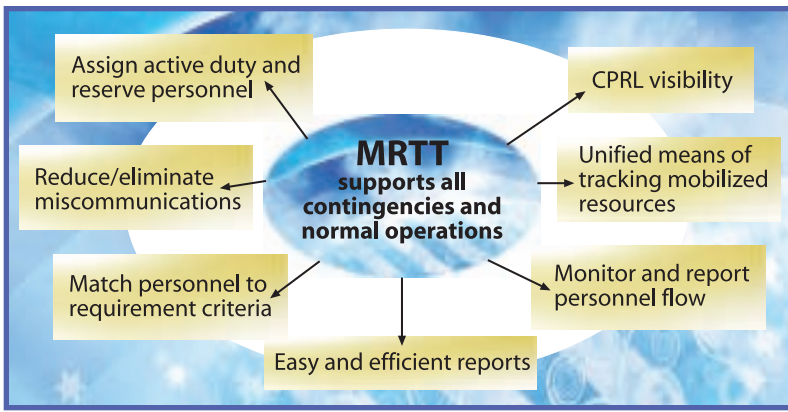 Assign active duty and
reserve personnel
CPRL visibility
MRTT
supports all
contingencies and
normal operations
Reduce/eliminate
miscommunications
Unified means of
tracking mobilized
resources
Match personnel to
requirement criteria
Monitor and report
personnel flow
Easy and efficient reports